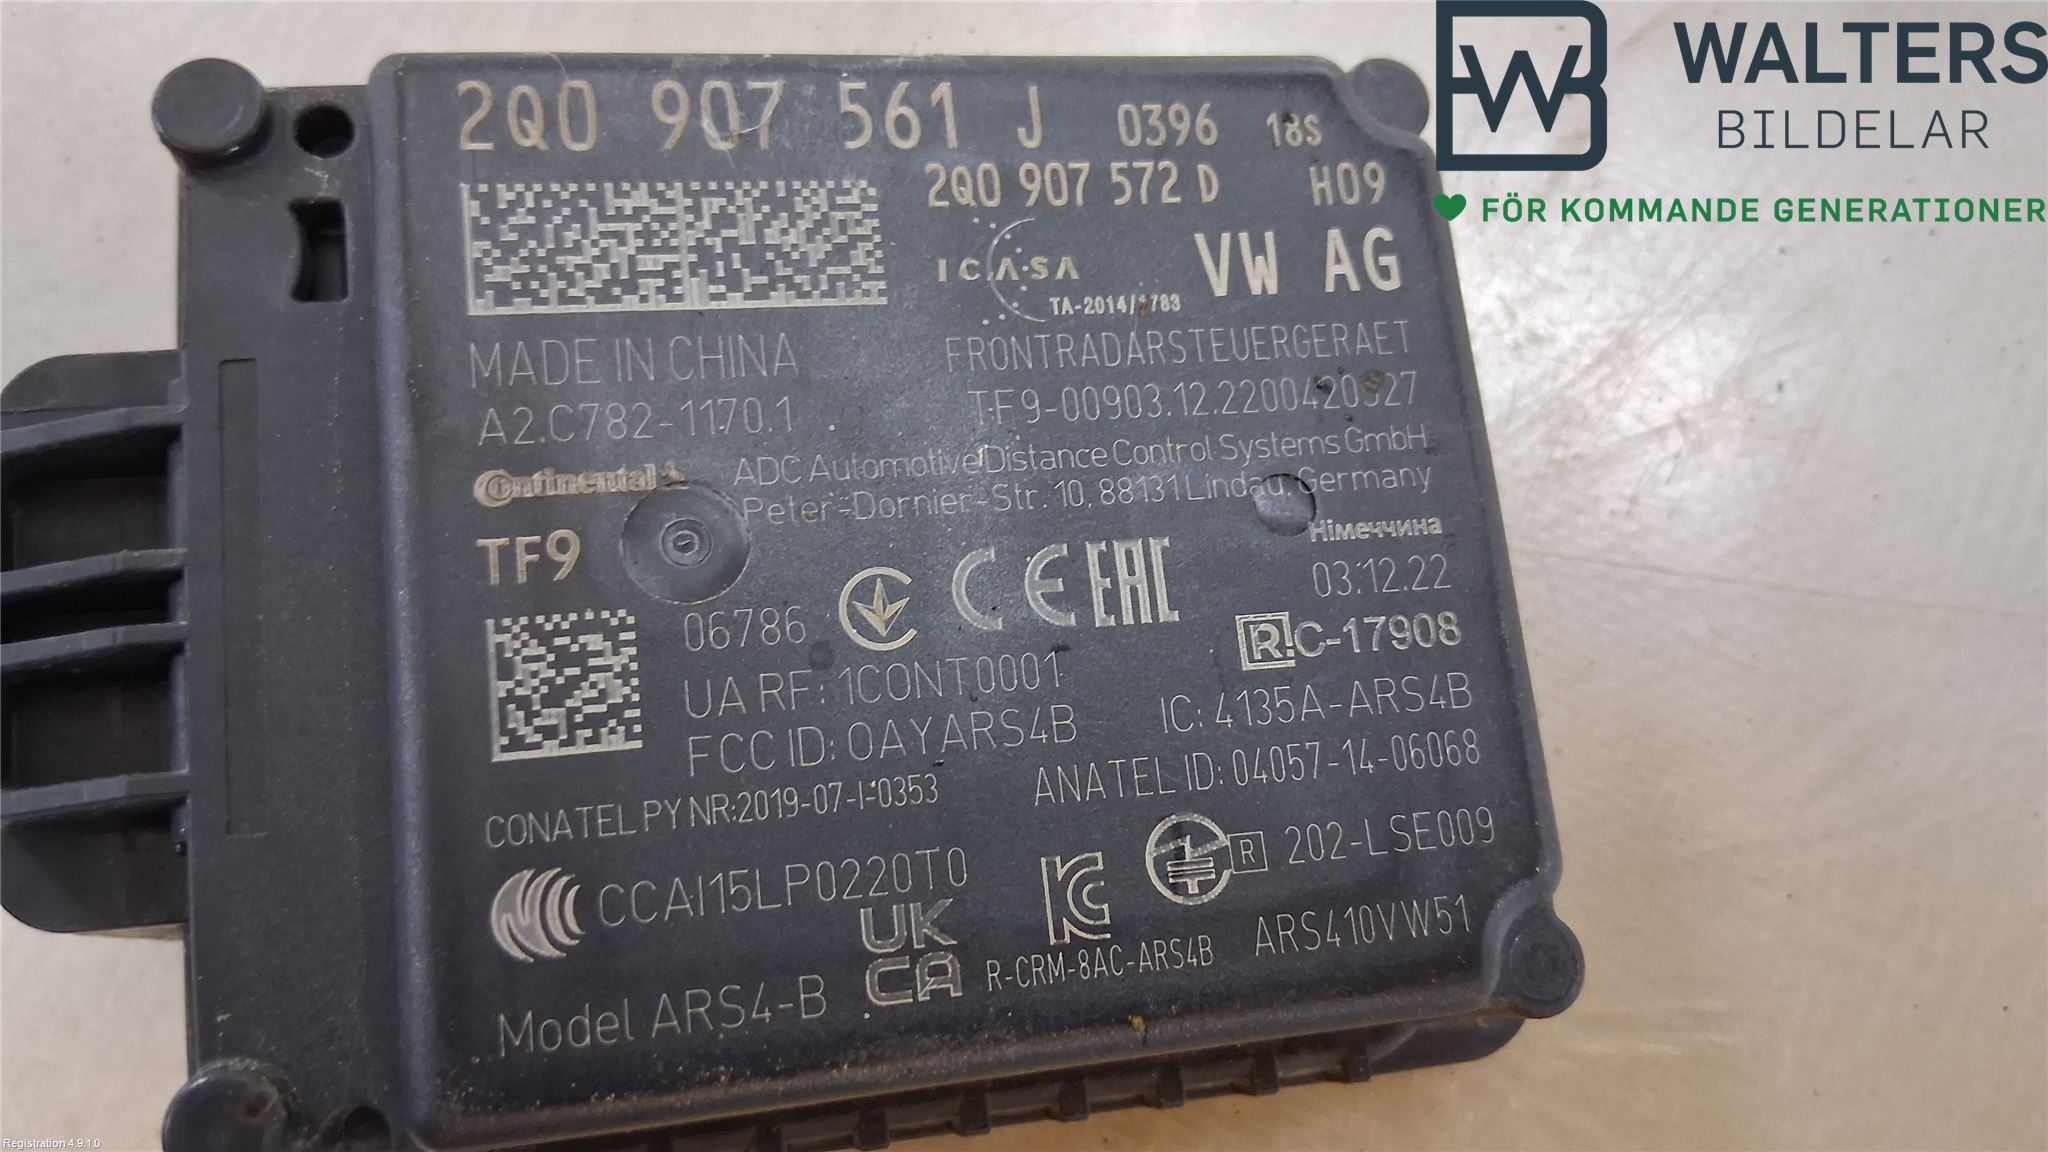 WALTERS
BILDELAR
FÖR KOMMANDE GENERATIONER
2Q0 907 561 J 0396 18S
2Q0 907 572 D H09
ICASA VW AG
TA-2014/1783
MADE IN CHINA FRONTRADARSTEUERGERAET
A2.C782-1170.1 TF9-00903.12.2200420927
Continental ADC Automotive Distance Control Systems GmbH
Peter-Dornier-Str. 10, 88131 Lindau, Germany
Німеччина
TF9
03.12.22
06786 CE EAC
R! C-17908
UA RF: 1CONT0001
IC: 4135A-ARS4B
FCC ID: OAYARS4B
ANATEL ID: 04057-14-06068
CONATEL PY NR:2019-07-I-0353
R 202-LSE009
CCAI15LP0220T0
UK
CA
KC
R-CRM-8AC-ARS4B ARS410VW51
Model ARS4-B
Registration 4.9.1.0